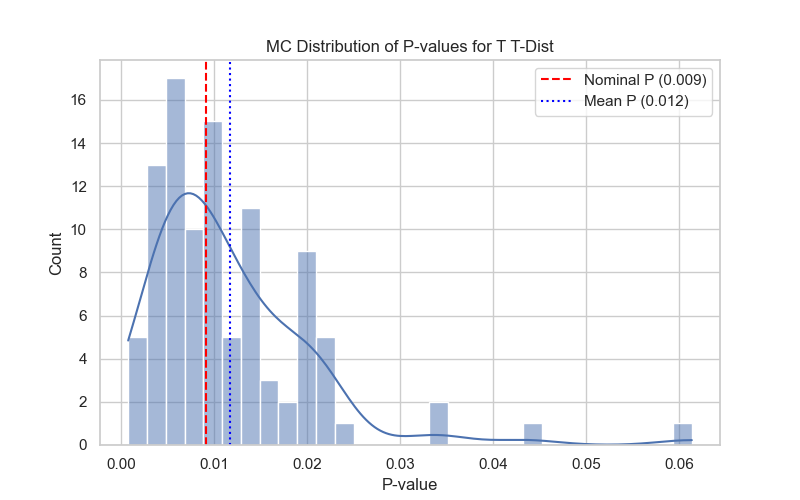 MC Distribution of P-values for T T-Dist
Nominal P (0.009)
Mean P (0.012)
Count
16
14
12
10
8
6
4
2
0
0.00 0.01 0.02 0.03 0.04 0.05 0.06
P-value